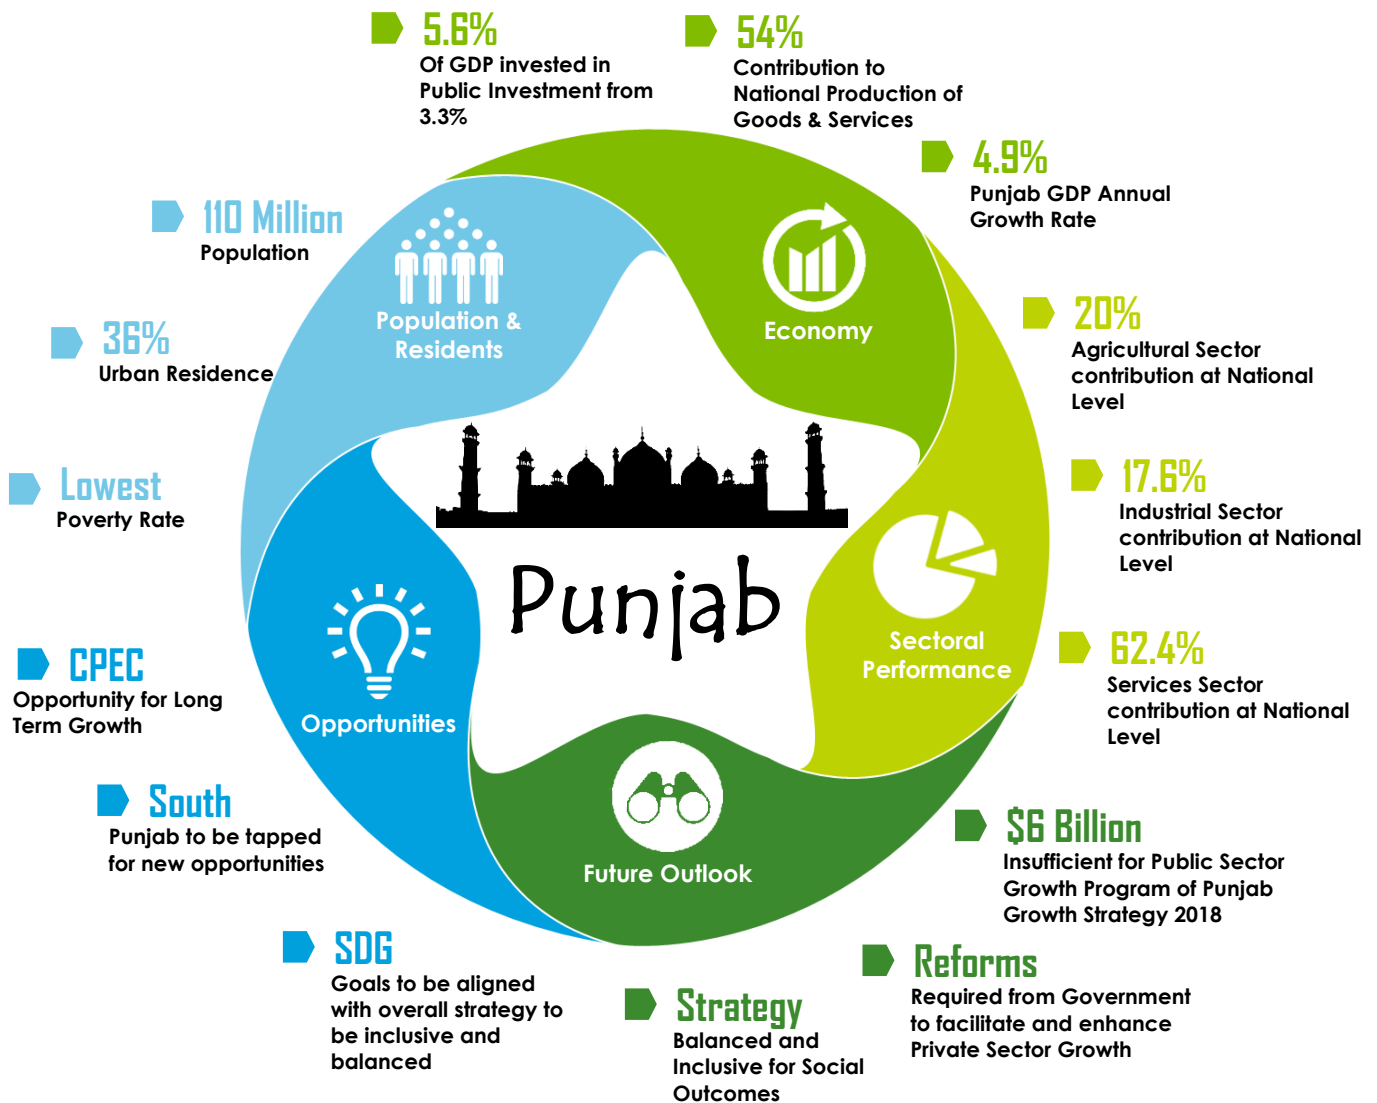 5.6%
Of GDP invested in
Public Investment from
3.3%
54%
Contribution to
National Production of
Goods & Services
4.9%
Punjab GDP Annual
Growth Rate
110 Million
Population
36%
Urban Residence
Lowest
Poverty Rate
Population &
Residents
Economy
20%
Agricultural Sector
contribution at National
Level
17.6%
Industrial Sector
contribution at National
Level
62.4%
Services Sector
contribution at National
Level
Punjab
Sectoral
Performance
Opportunities
Future Outlook
CPEC
Opportunity for Long
Term Growth
South
Punjab to be tapped
for new opportunities
SDG
Goals to be aligned
with overall strategy to
be inclusive and
balanced
Strategy
Balanced and
Inclusive for Social
Outcomes
Reforms
Required from Government
to facilitate and enhance
Private Sector Growth
$6 Billion
Insufficient for Public Sector
Growth Program of Punjab
Growth Strategy 2018